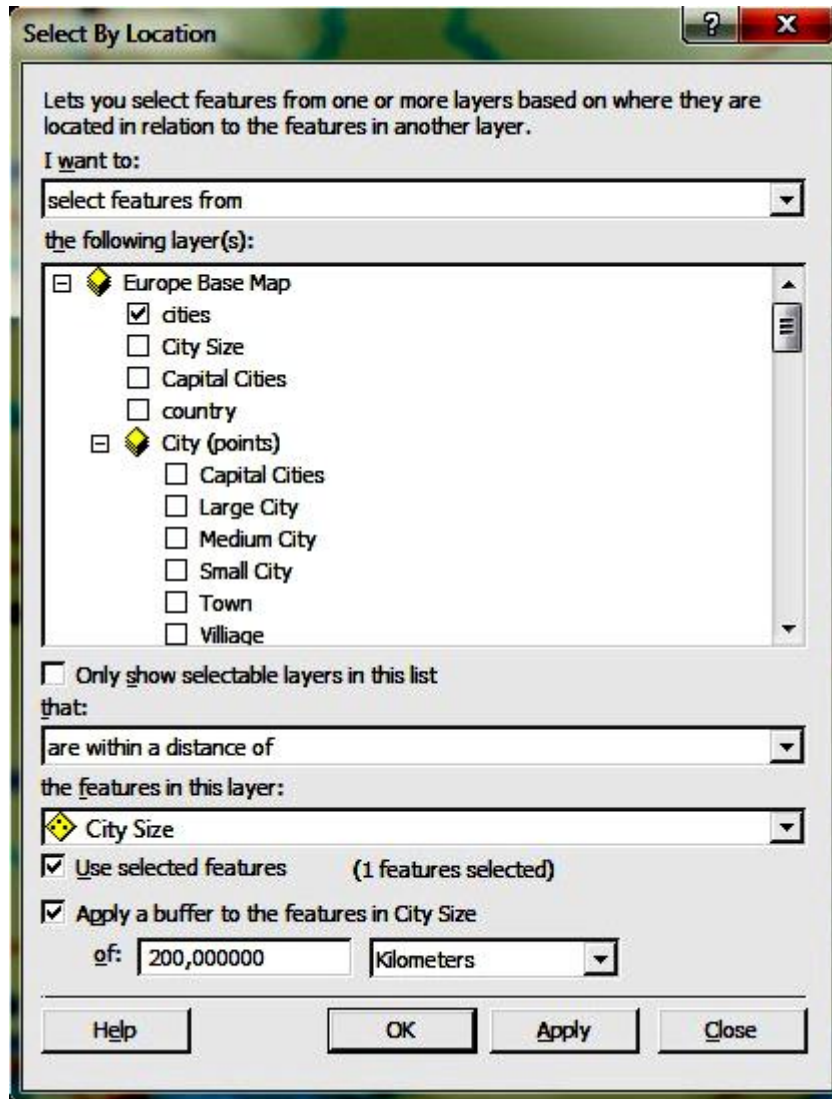 Select By Location
?
X
Lets you select features from one or more layers based on where they are
located in relation to the features in another layer.
I want to:
select features from
the following layer(s):
Europe Base Map
cities
City Size
Capital Cities
country
City (points)
Capital Cities
Large City
Medium City
Small City
Town
Villiage
Only show selectable layers in this list
that:
are within a distance of
the features in this layer:
City Size
Use selected features (1 features selected)
Apply a buffer to the features in City Size
of: 200,000000 Kilometers
Help OK Apply Close